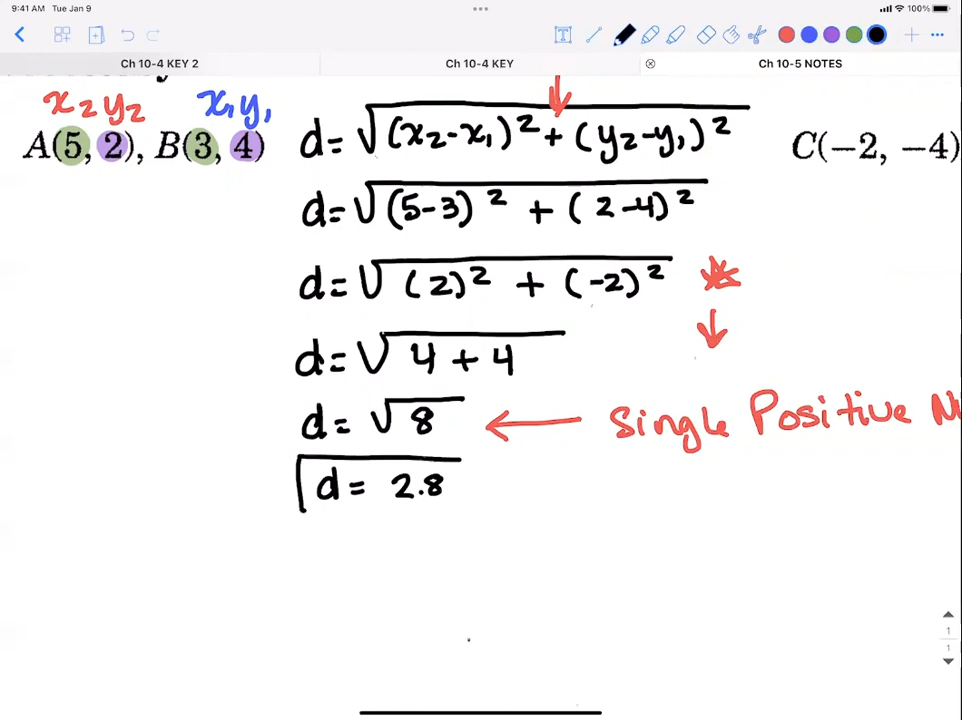 9:41 AM Tue Jan 9
100%
Ch 10-4 KEY 2
Ch 10-4 KEY
Ch 10-5 NOTES
x2 y2 x1 y1
A(5, 2), B(3, 4)
d=√(x2-x1)²+(y2-y1)²
C(−2, −4)
d=√(5-3)² + (2-4)²
d=√(2)² + (-2)²
d=√4+4
d=√8
Single Positive
d= 2.8
1
1